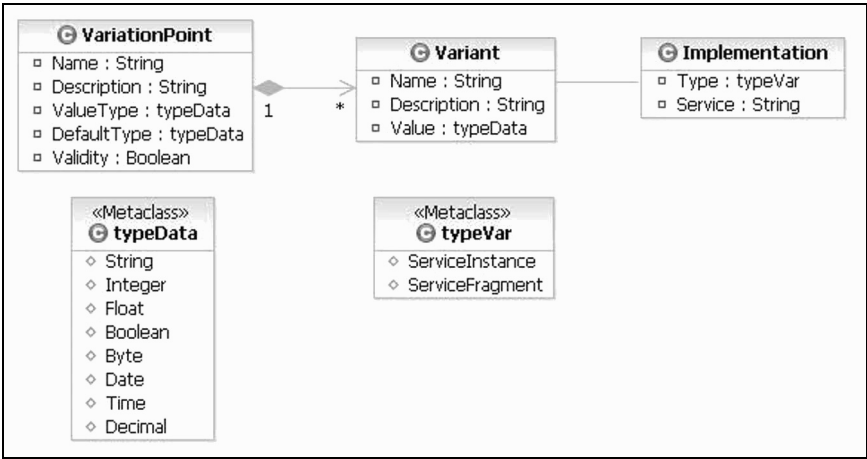 VariationPoint
Name : String
Description : String
ValueType : typeData
DefaultType : typeData
Validity : Boolean
1
*
Variant
Name : String
Description : String
Value : typeData
Implementation
Type : typeVar
Service : String
«Metaclass»
typeData
String
Integer
Float
Boolean
Byte
Date
Time
Decimal
«Metaclass»
typeVar
ServiceInstance
ServiceFragment